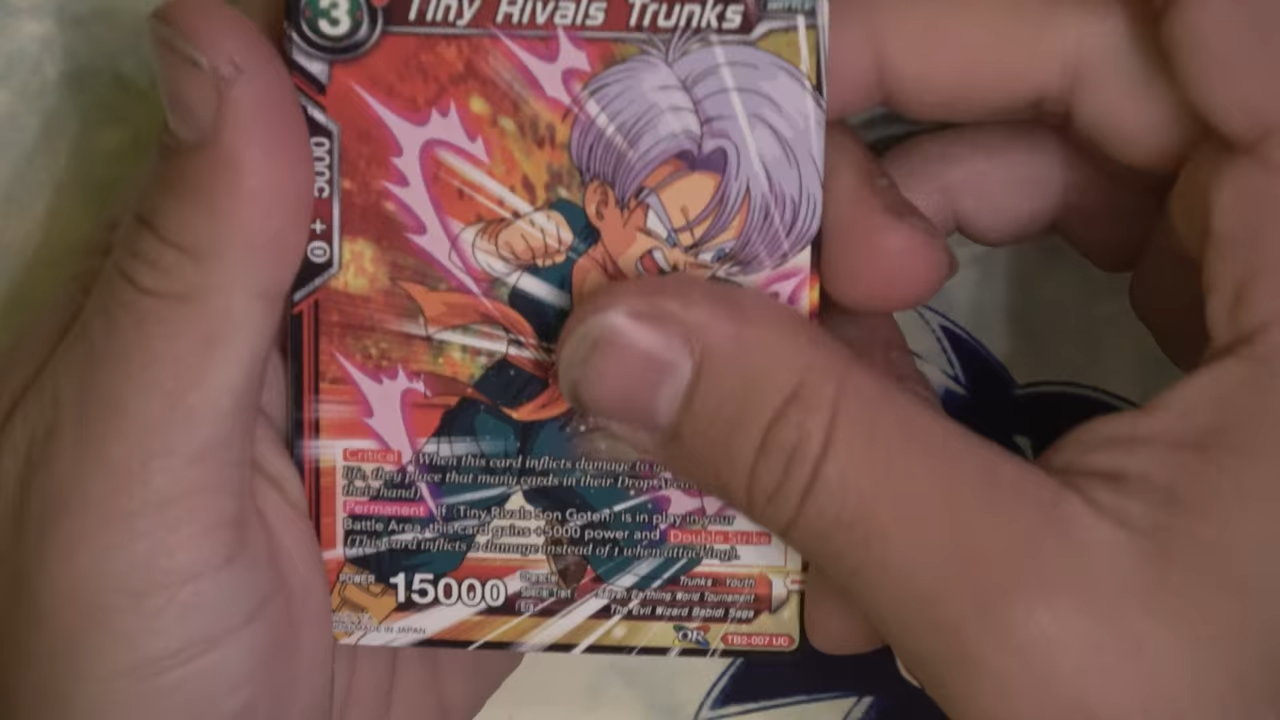 3 Tiny Rivals Trunks
BATTLE
5000 + 0
Critical (When this card inflicts damage to
life, they place that many cards in their Drop Area
their hand)
Permanent If {Tiny Rivals Son Goten} is in play in your
Battle Area, this card gains +5000 power and Double Strike
(This card inflicts 2 damage instead of 1 when attacking).
POWER 15000
Character Trunks : Youth
Special Trait Saiyan/Earthling/World Tournament
Era The Evil Wizard Babidi Saga
MADE IN JAPAN
OR TB2-007 UC